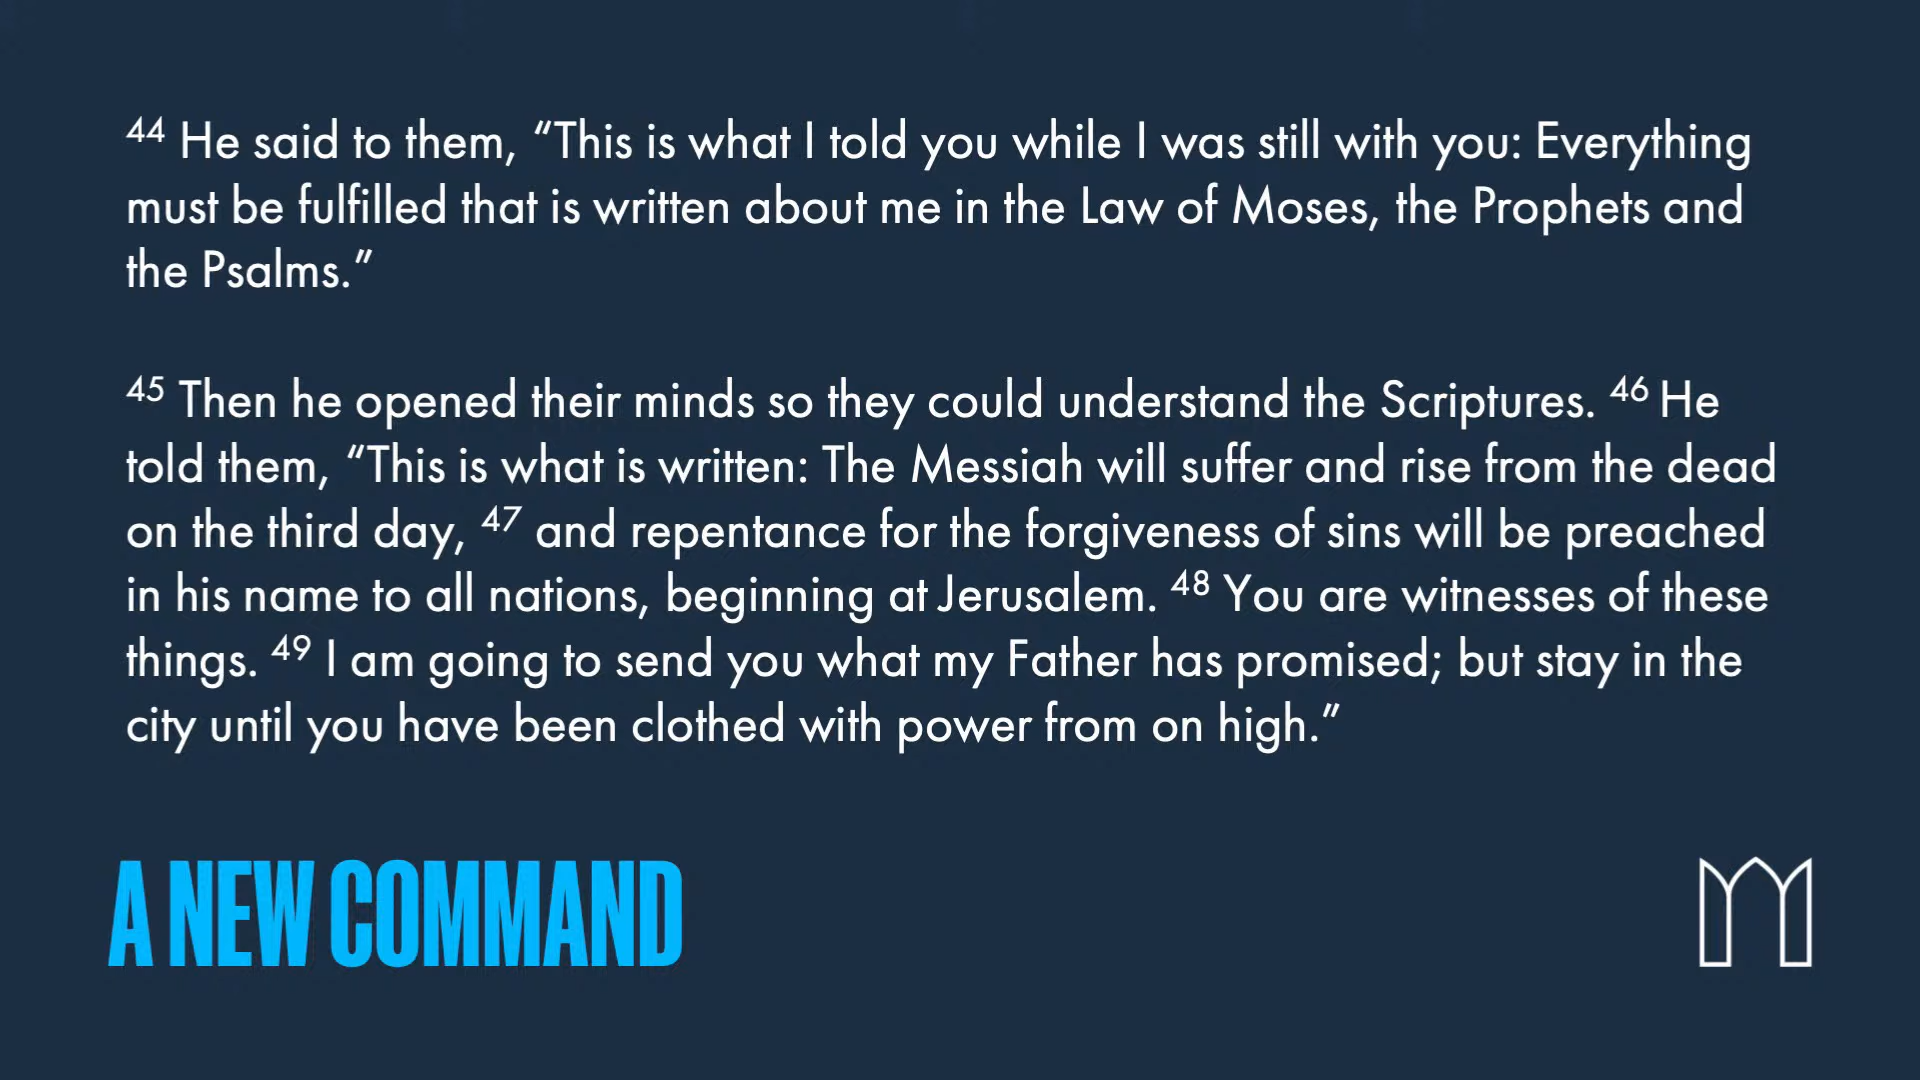 44 He said to them, “This is what I told you while I was still with you: Everything
must be fulfilled that is written about me in the Law of Moses, the Prophets and
the Psalms.”
45 Then he opened their minds so they could understand the Scriptures. 46 He
told them, “This is what is written: The Messiah will suffer and rise from the dead
on the third day, 47 and repentance for the forgiveness of sins will be preached
in his name to all nations, beginning at Jerusalem. 48 You are witnesses of these
things. 49 I am going to send you what my Father has promised; but stay in the
city until you have been clothed with power from on high.”
A NEW COMMAND